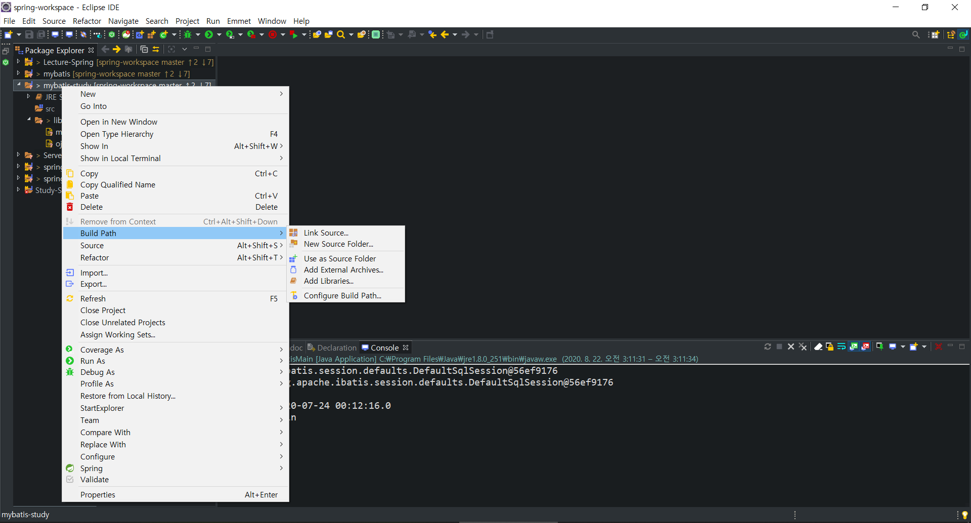 spring-workspace - Eclipse IDE
File Edit Source Refactor Navigate Search Project Run Emmet Window Help
Package Explorer
> Lecture-Spring [spring-workspace master ↑2 ↓7]
> mybatis [spring-workspace master ↑2 ↓7]
> mybatis-study [spring-workspace master ↑2 ↓7]
JRE S
src
> lib
m
oj
> Serve
> spring
> spring
Study-S
New
Go Into
Open in New Window
Open Type Hierarchy F4
Show In Alt+Shift+W>
Show in Local Terminal
Copy Ctrl+C
Copy Qualified Name
Paste Ctrl+V
Delete Delete
Remove from Context Ctrl+Alt+Shift+Down
Build Path
Source Alt+Shift+S>
Refactor Alt+Shift+T>
Import...
Export...
Refresh F5
Close Project
Close Unrelated Projects
Assign Working Sets...
Coverage As
Run As
Debug As
Profile As
Restore from Local History...
StartExplorer
Team
Compare With
Replace With
Configure
Spring
Validate
Properties Alt+Enter
Link Source...
New Source Folder...
Use as Source Folder
Add External Archives...
Add Libraries...
Configure Build Path...
doc Declaration Console
isMain [Java Application] C:₩Program Files₩Java₩jre1.8.0_251₩bin₩javaw.exe (2020. 8. 22. 오전 3:11:31 – 오전 3:11:34)
batis.session.defaults.DefaultSqlSession@56ef9176
.apache.ibatis.session.defaults.DefaultSqlSession@56ef9176
0-07-24 00:12:16.0
n
mybatis-study